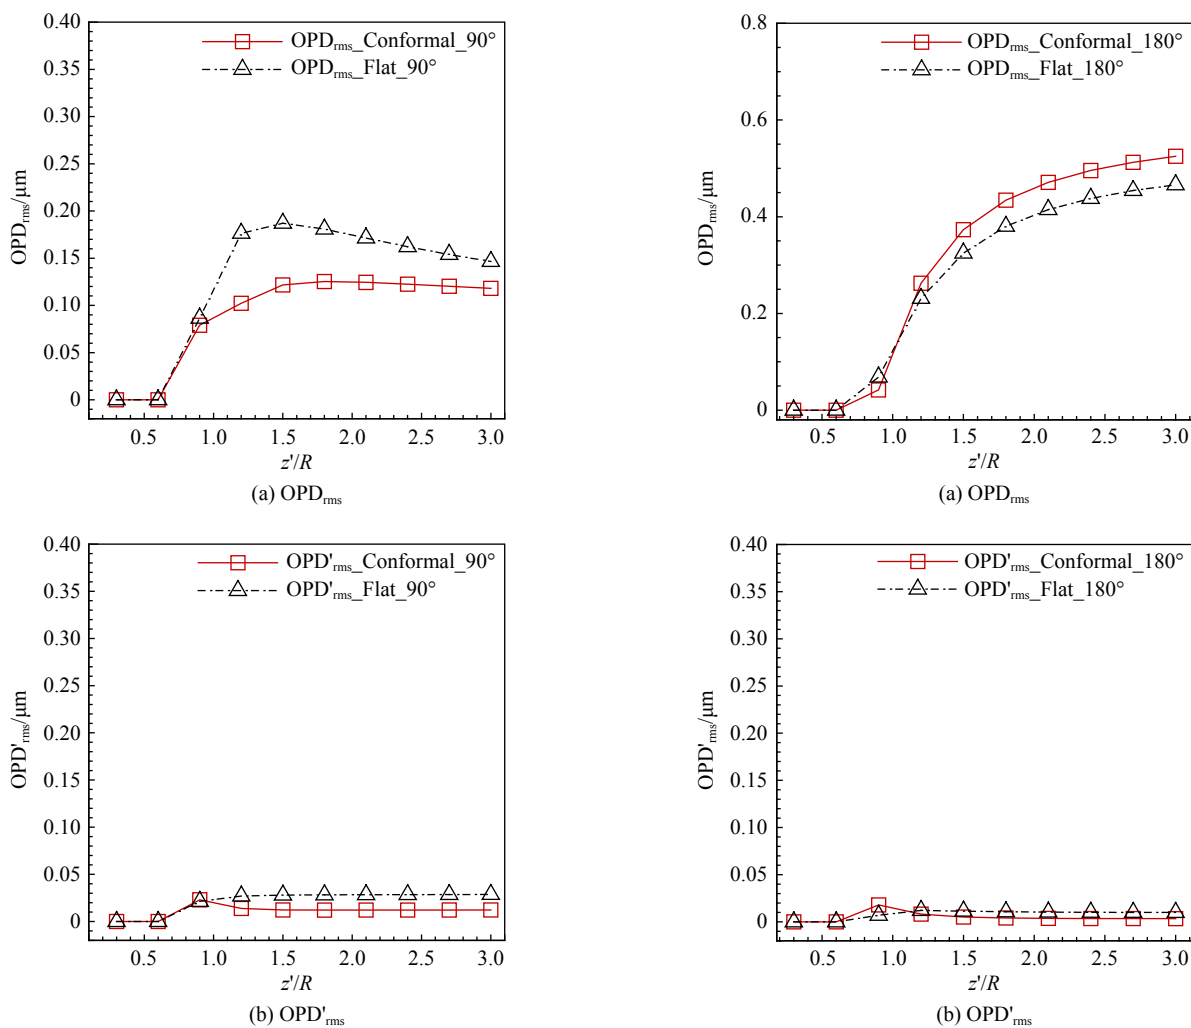 0.40
0.35
0.30
0.25
0.20
0.15
0.10
0.05
0
OPDrms/μm
OPDrms_Conformal_90°
OPDrms_Flat_90°
0.5 1.0 1.5 2.0 2.5 3.0
z'/R
(a) OPDrms
0.8
0.6
0.4
0.2
0
OPDrms/μm
OPDrms_Conformal_180°
OPDrms_Flat_180°
0.5 1.0 1.5 2.0 2.5 3.0
z'/R
(a) OPDrms
0.40
0.35
0.30
0.25
0.20
0.15
0.10
0.05
0
OPD'rms/μm
OPD'rms_Conformal_90°
OPD'rms_Flat_90°
0.5 1.0 1.5 2.0 2.5 3.0
z'/R
(b) OPD'rms
0.40
0.35
0.30
0.25
0.20
0.15
0.10
0.05
0
OPD'rms/μm
OPD'rms_Conformal_180°
OPD'rms_Flat_180°
0.5 1.0 1.5 2.0 2.5 3.0
z'/R
(b) OPD'rms